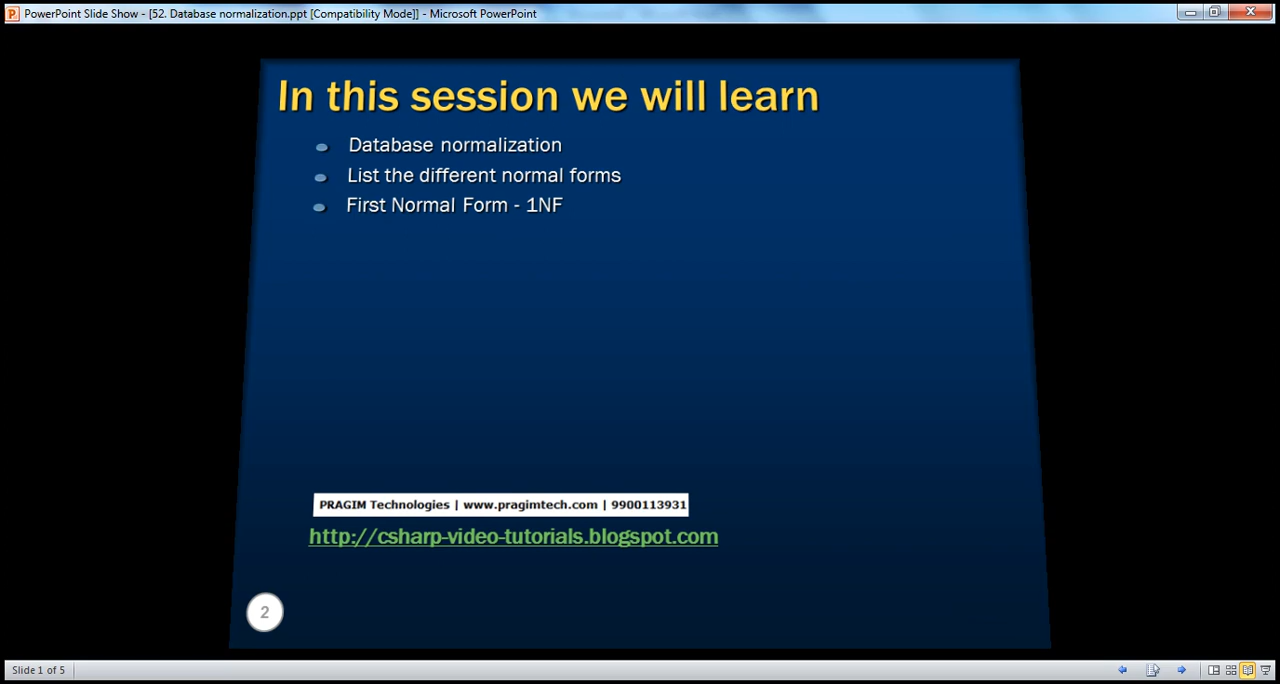 PowerPoint Slide Show - [52. Database normalization.ppt [Compatibility Mode]] - Microsoft PowerPoint
In this session we will learn
Database normalization
List the different normal forms
First Normal Form - 1NF
PRAGIM Technologies | www.pragimtech.com | 9900113931
http://csharp-video-tutorials.blogspot.com
2
Slide 1 of 5